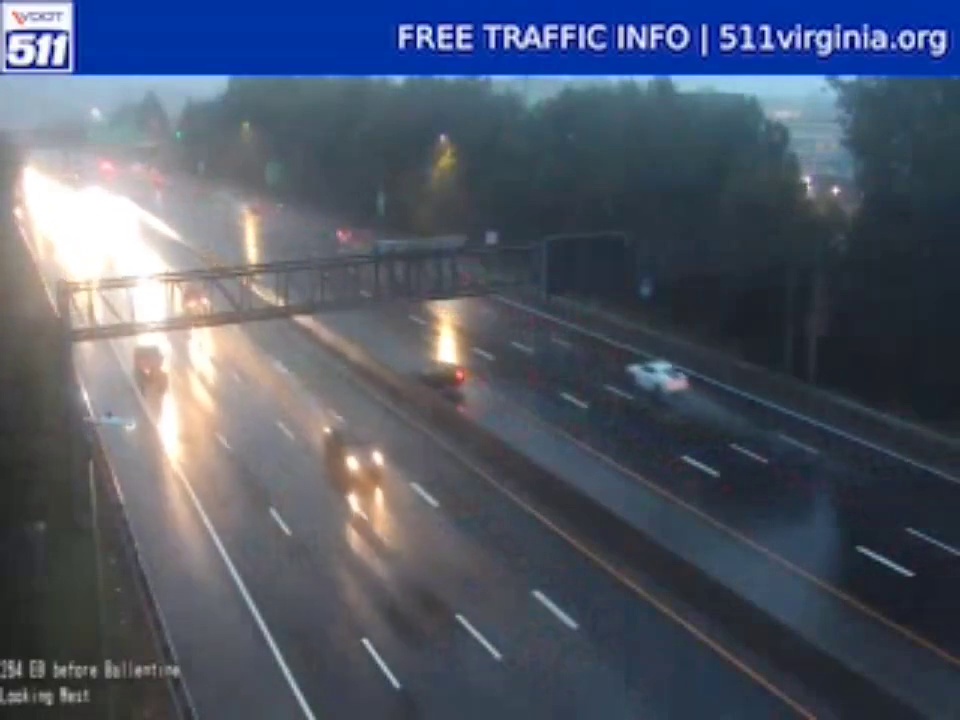 VDOT
511
FREE TRAFFIC INFO | 511virginia.org
264 EB before Ballentine
Looking West